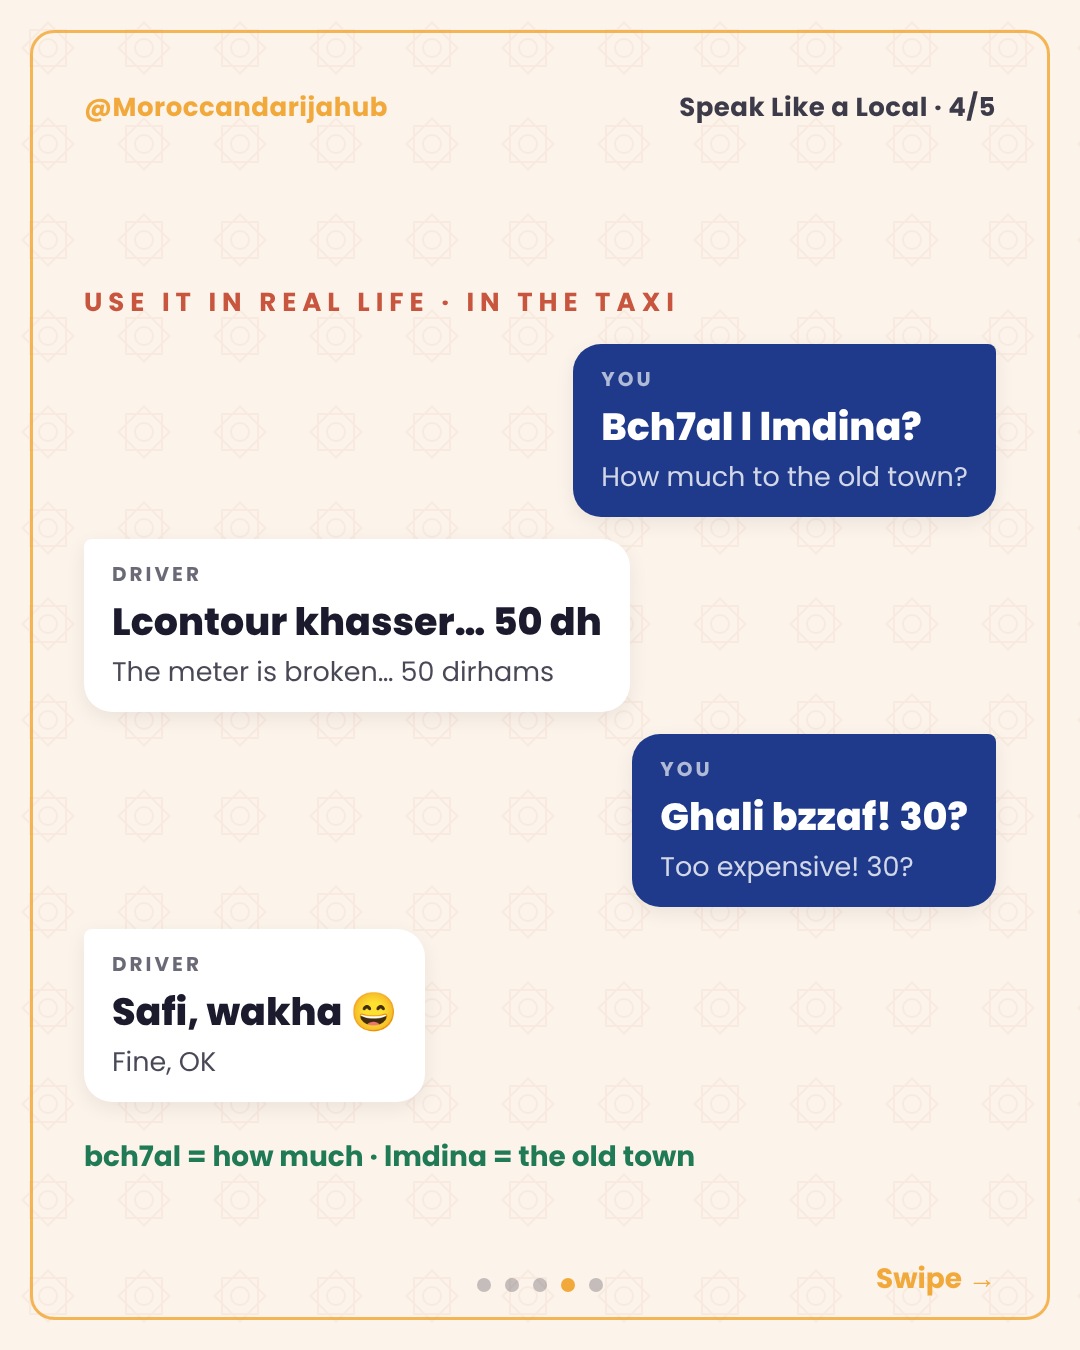 @Moroccandarijahub
Speak Like a Local · 4/5
USE IT IN REAL LIFE · IN THE TAXI
YOU
Bch7al l lmdina?
How much to the old town?
DRIVER
Lcontour khasser... 50 dh
The meter is broken... 50 dirhams
YOU
Ghali bzzaf! 30?
Too expensive! 30?
DRIVER
Safi, wakha 😄
Fine, OK
bch7al = how much · lmdina = the old town
Swipe →